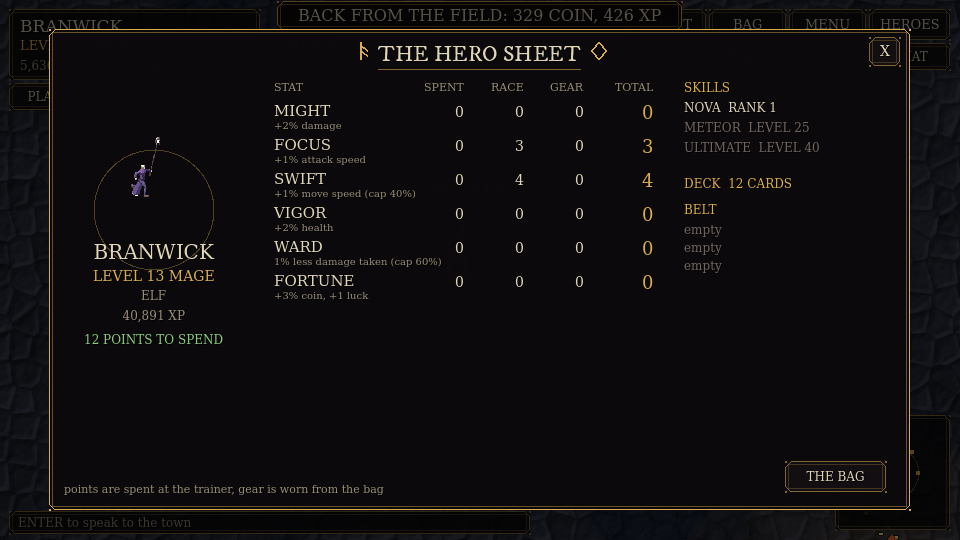 BRANWICK
BACK FROM THE FIELD: 329 COIN, 426 XP
BAG
MENU
HEROES
THE HERO SHEET
X
STAT SPENT RACE GEAR TOTAL
MIGHT 0 0 0 0
+2% damage
FOCUS 0 3 0 3
+1% attack speed
SWIFT 0 4 0 4
+1% move speed (cap 40%)
VIGOR 0 0 0 0
+2% health
WARD 0 0 0 0
1% less damage taken (cap 60%)
FORTUNE 0 0 0 0
+3% coin, +1 luck
BRANWICK
LEVEL 13 MAGE
ELF
40,891 XP
12 POINTS TO SPEND
SKILLS
NOVA RANK 1
METEOR LEVEL 25
ULTIMATE LEVEL 40
DECK 12 CARDS
BELT
empty
empty
empty
points are spent at the trainer, gear is worn from the bag
THE BAG
ENTER to speak to the town